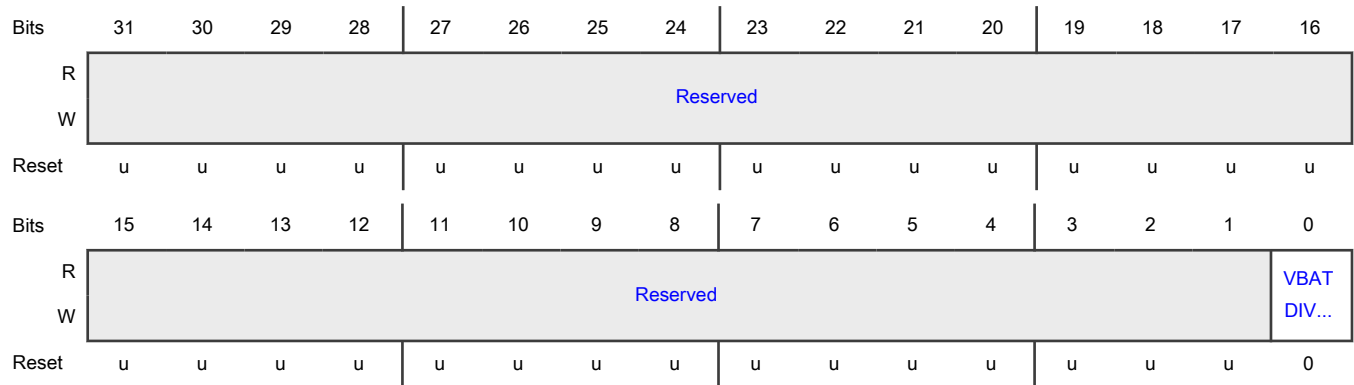 Bits 31 30 29 28 27 26 25 24 23 22 21 20 19 18 17 16
R
Reserved
W
Reset u u u u u u u u u u u u u u u u
Bits 15 14 13 12 11 10 9 8 7 6 5 4 3 2 1 0
R VBAT
Reserved
W DIV...
Reset u u u u u u u u u u u u u u u 0